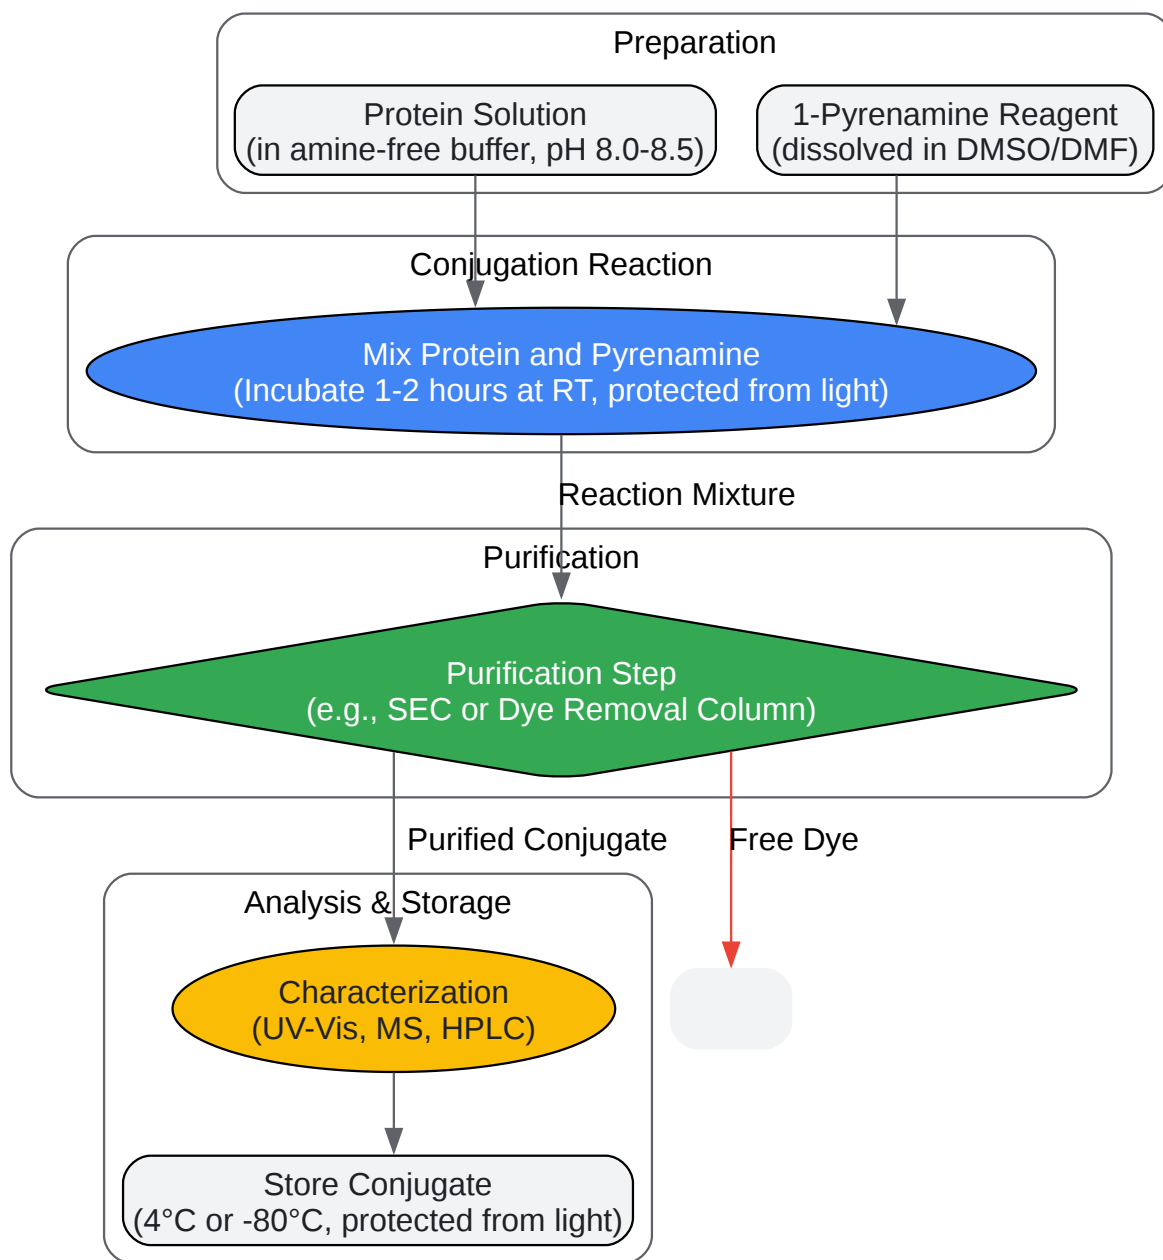 Preparation
Protein Solution
(in amine-free buffer, pH 8.0-8.5)
1-Pyrenamine Reagent
(dissolved in DMSO/DMF)
Conjugation Reaction
Mix Protein and Pyrenamine
(Incubate 1-2 hours at RT, protected from light)
Reaction Mixture
Purification
Purification Step
(e.g., SEC or Dye Removal Column)
Purified Conjugate
Free Dye
Analysis & Storage
Characterization
(UV-Vis, MS, HPLC)
Store Conjugate
(4°C or -80°C, protected from light)